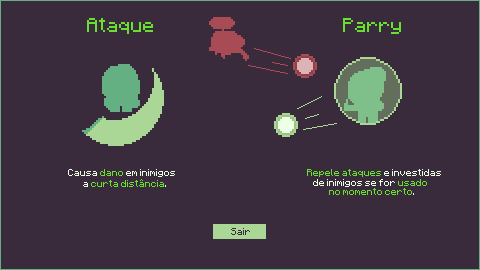 Ataque
Parry
Causa dano em inimigos
a curta distância.
Repele ataques e investidas
de inimigos se for usado
no momento certo.
Sair